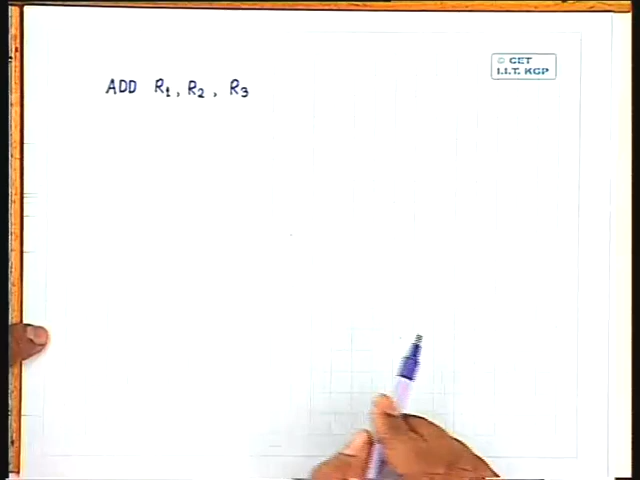 ADD R1, R2, R3
© CET
I.I.T. KGP